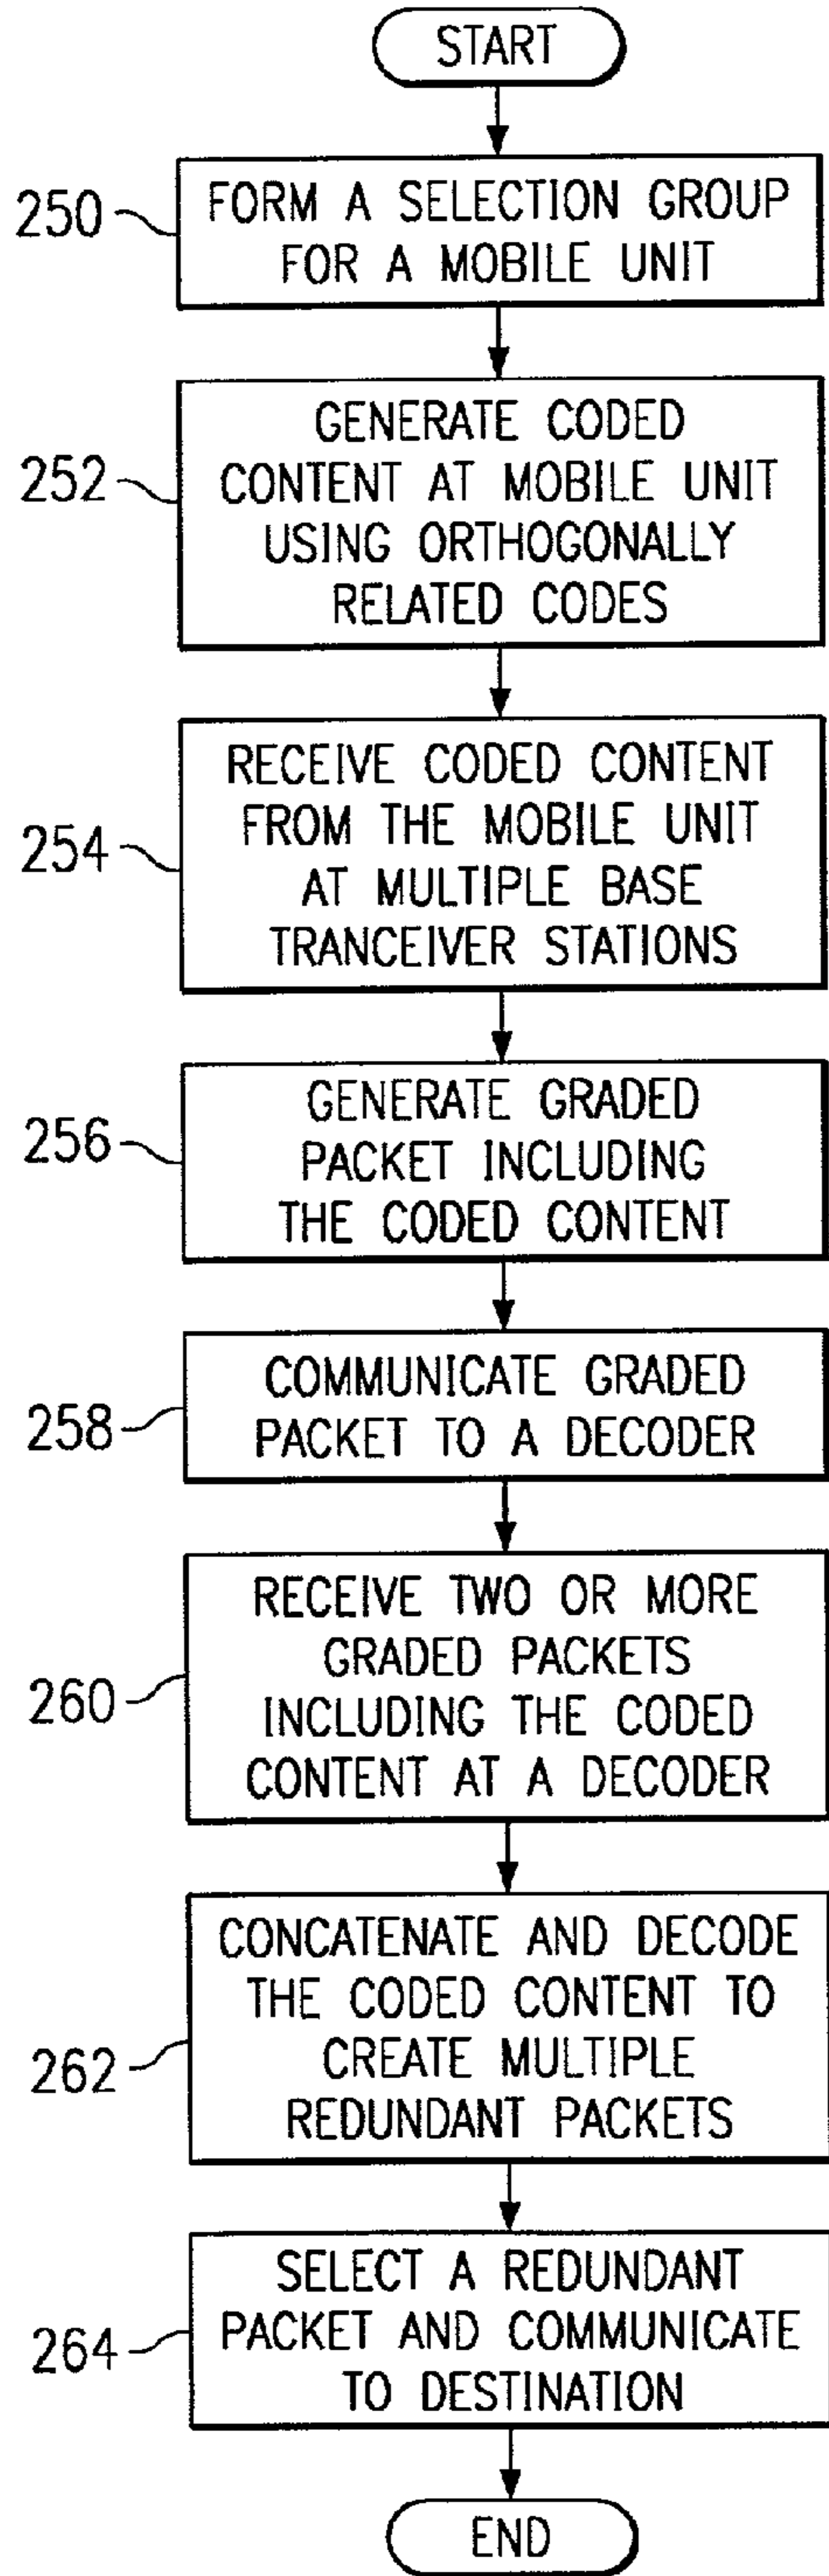 START
250
FORM A SELECTION GROUP
FOR A MOBILE UNIT
252
GENERATE CODED
CONTENT AT MOBILE UNIT
USING ORTHOGONALLY
RELATED CODES
254
RECEIVE CODED CONTENT
FROM THE MOBILE UNIT
AT MULTIPLE BASE
TRANCEIVER STATIONS
256
GENERATE GRADED
PACKET INCLUDING
THE CODED CONTENT
258
COMMUNICATE GRADED
PACKET TO A DECODER
260
RECEIVE TWO OR MORE
GRADED PACKETS
INCLUDING THE CODED
CONTENT AT A DECODER
262
CONCATENATE AND DECODE
THE CODED CONTENT TO
CREATE MULTIPLE
REDUNDANT PACKETS
264
SELECT A REDUNDANT
PACKET AND COMMUNICATE
TO DESTINATION
END